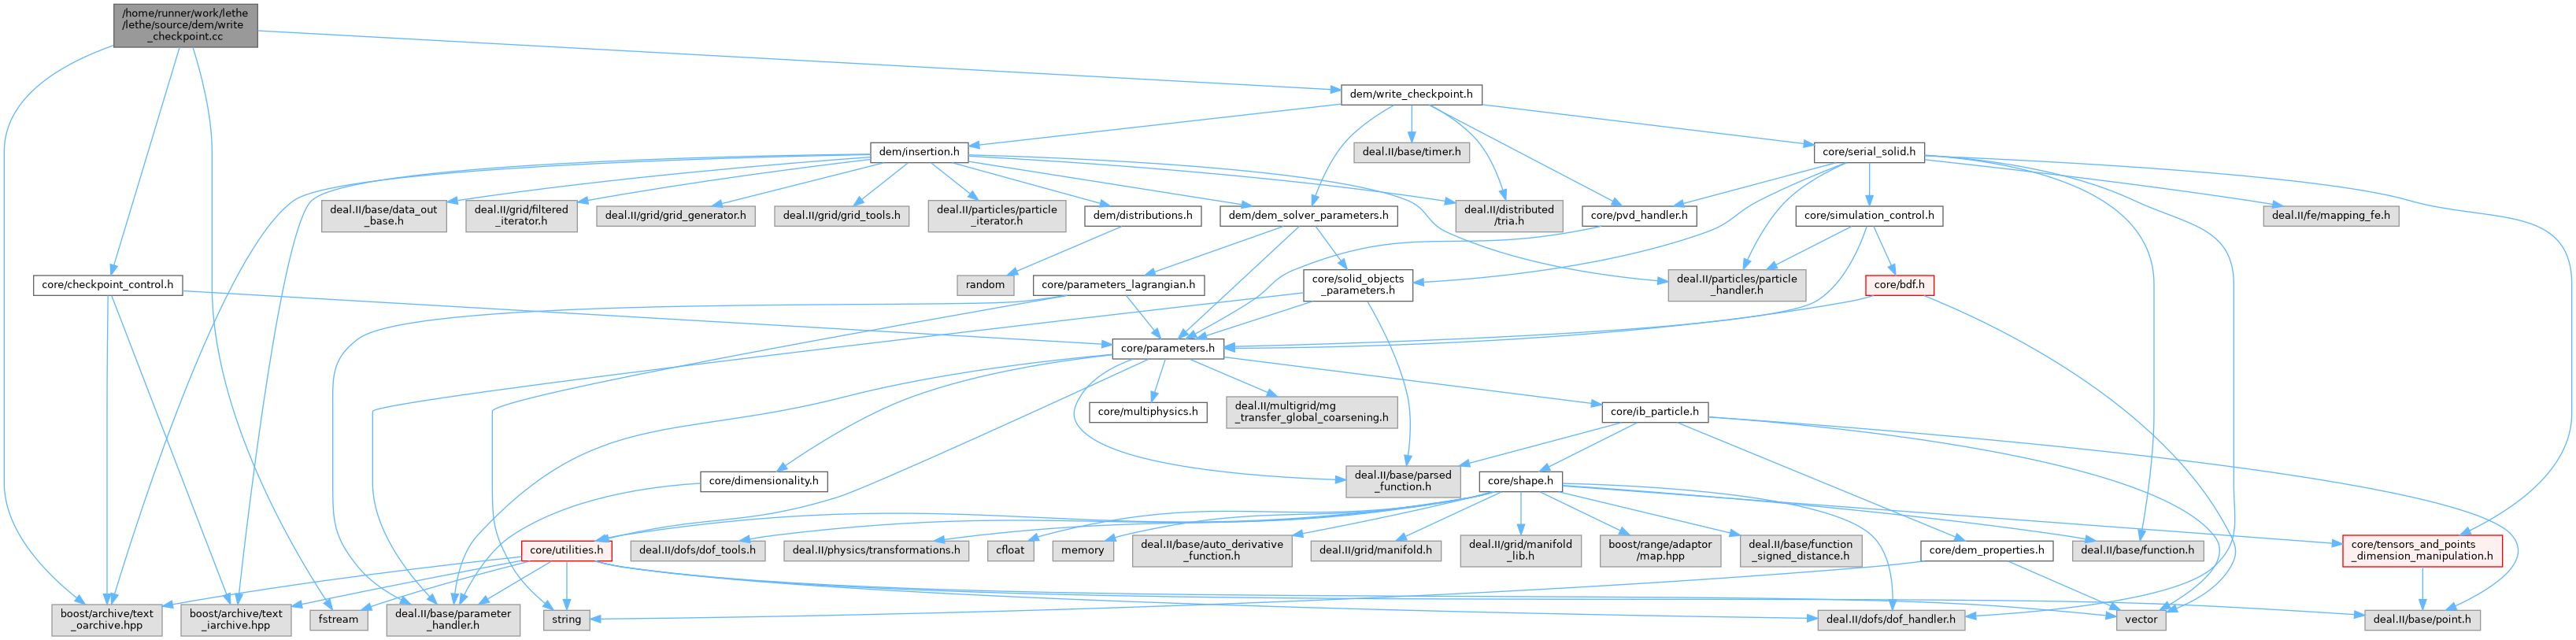 /home/runner/work/lethe
/lethe/source/dem/write
_checkpoint.cc
dem/write_checkpoint.h
dem/insertion.h
deal.II/base/timer.h
core/serial_solid.h
deal.II/base/data_out
_base.h
deal.II/grid/filtered
_iterator.h
deal.II/grid/grid_generator.h
deal.II/grid/grid_tools.h
deal.II/particles/particle
_iterator.h
dem/distributions.h
dem/dem_solver_parameters.h
deal.II/distributed
/tria.h
core/pvd_handler.h
core/simulation_control.h
deal.II/fe/mapping_fe.h
core/checkpoint_control.h
random
core/parameters_lagrangian.h
core/solid_objects
_parameters.h
deal.II/particles/particle
_handler.h
core/bdf.h
core/parameters.h
core/multiphysics.h
deal.II/multigrid/mg
_transfer_global_coarsening.h
core/ib_particle.h
core/dimensionality.h
deal.II/base/parsed
_function.h
core/shape.h
core/utilities.h
deal.II/dofs/dof_tools.h
deal.II/physics/transformations.h
cfloat
memory
deal.II/base/auto_derivative
_function.h
deal.II/grid/manifold.h
deal.II/grid/manifold
_lib.h
boost/range/adaptor
/map.hpp
deal.II/base/function
_signed_distance.h
core/dem_properties.h
deal.II/base/function.h
core/tensors_and_points
_dimension_manipulation.h
boost/archive/text
_oarchive.hpp
boost/archive/text
_iarchive.hpp
fstream
deal.II/base/parameter
_handler.h
string
deal.II/dofs/dof_handler.h
vector
deal.II/base/point.h